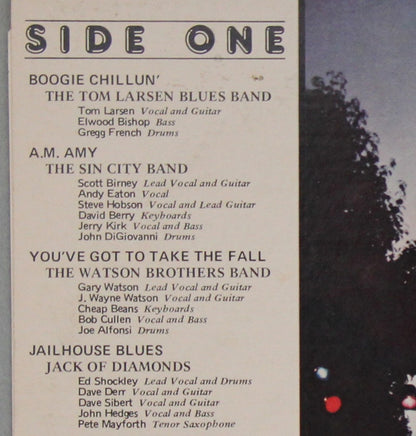 SIDE ONE
BOOGIE CHILLUN'
THE TOM LARSEN BLUES BAND
Tom Larsen Vocal and Guitar
Elwood Bishop Bass
Gregg French Drums
A.M. AMY
THE SIN CITY BAND
Scott Birney Lead Vocal and Guitar
Andy Eaton Vocal
Steve Hobson Vocal and Lead Guitar
David Berry Keyboards
Jerry Kirk Vocal and Bass
John DiGiovanni Drums
YOU'VE GOT TO TAKE THE FALL
THE WATSON BROTHERS BAND
Gary Watson Lead Vocal and Guitar
J. Wayne Watson Vocal and Guitar
Cheap Beans Keyboards
Bob Cullen Vocal and Bass
Joe Alfonsi Drums
JAILHOUSE BLUES
JACK OF DIAMONDS
Ed Shockley Lead Vocal and Drums
Dave Derr Vocal and Guitar
Dave Sibert Vocal and Guitar
John Hedges Vocal and Bass
Pete Mayforth Tenor Saxophone